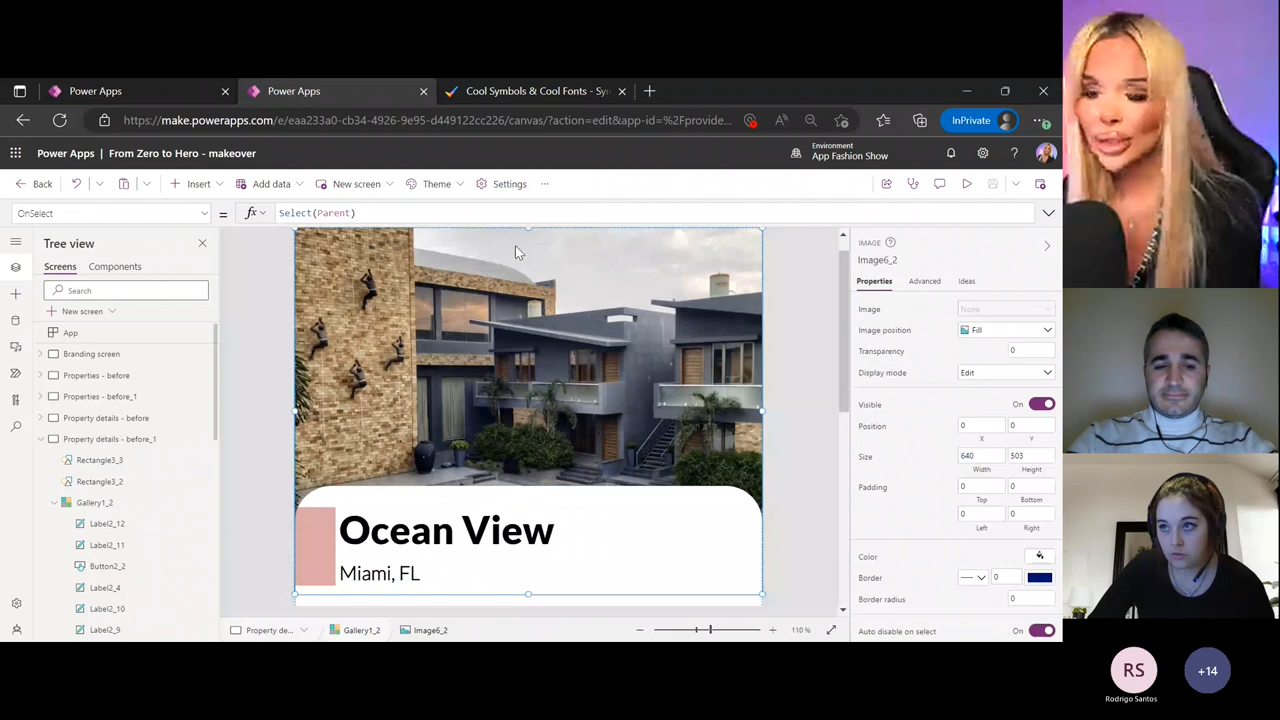 Power Apps
Power Apps
Cool Symbols & Cool Fonts - Syn
https://make.powerapps.com/e/eaa233a0-cb34-4926-9e95-d449122cc226/canvas/?action=edit&app-id=%2Fprovide...
InPrivate
Power Apps | From Zero to Hero - makeover
Environment
App Fashion Show
Back
Insert
Add data
New screen
Theme
Settings
OnSelect
= fx
Select(Parent)
Tree view
Screens
Components
Search
New screen
App
Branding screen
Properties - before
Properties - before_1
Property details - before
Property details - before_1
Rectangle3_3
Rectangle3_2
Gallery1_2
Label2_12
Label2_11
Button2_2
Label2_4
Label2_10
Label2_9
Ocean View
Miami, FL
Property de...
Gallery1_2
Image6_2
110 %
IMAGE
Image6_2
Properties
Advanced
Ideas
Image
None
Image position
Fill
Transparency
0
Display mode
Edit
Visible
On
Position
0
0
X
Y
Size
640
503
Width
Height
Padding
0
0
Top
Bottom
0
0
Left
Right
Color
Border
0
Border radius
0
Auto disable on select
On
RS
+14
Rodrigo Santos